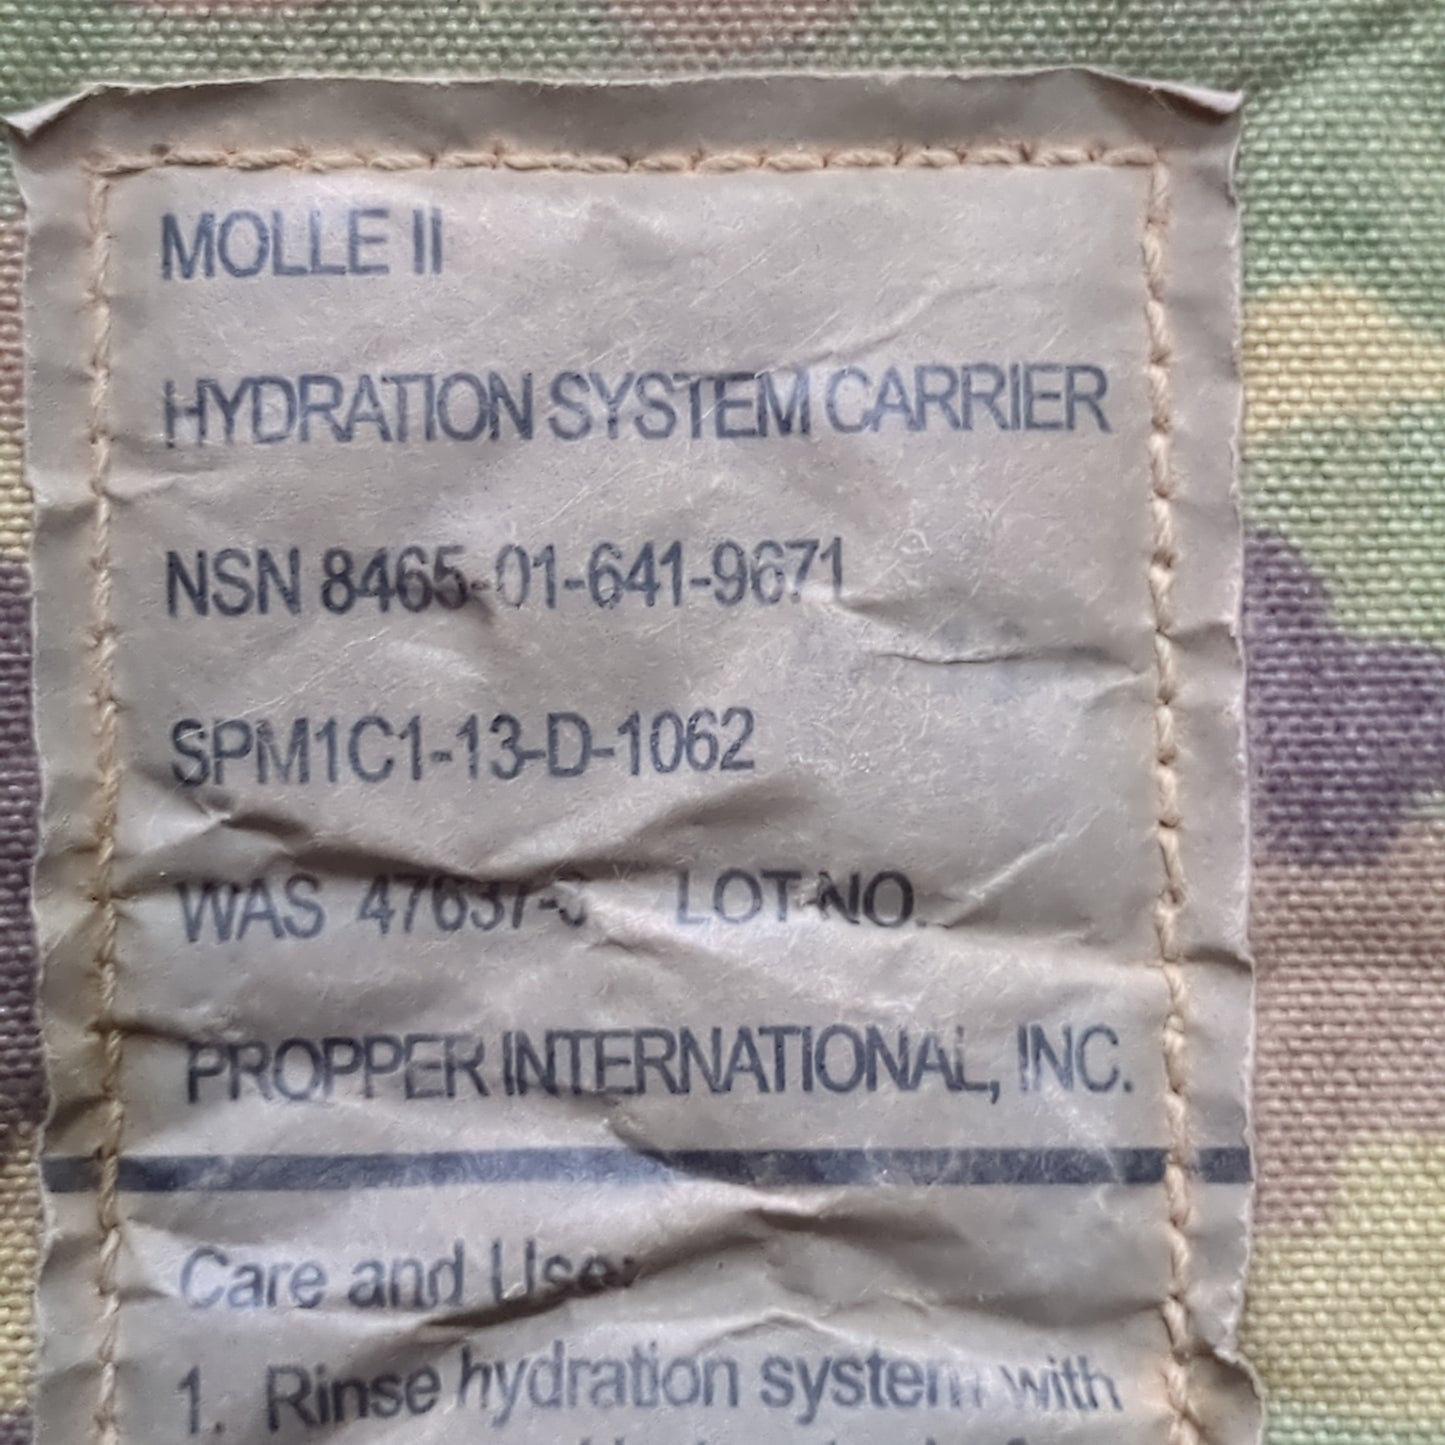 MOLLE II
HYDRATION SYSTEM CARRIER
NSN 8465-01-641-9671
SPM1C1-13-D-1062
WAS LOT NO.
PROPPER INTERNATIONAL, INC.
Care and Use:
1. Rinse hydration system with